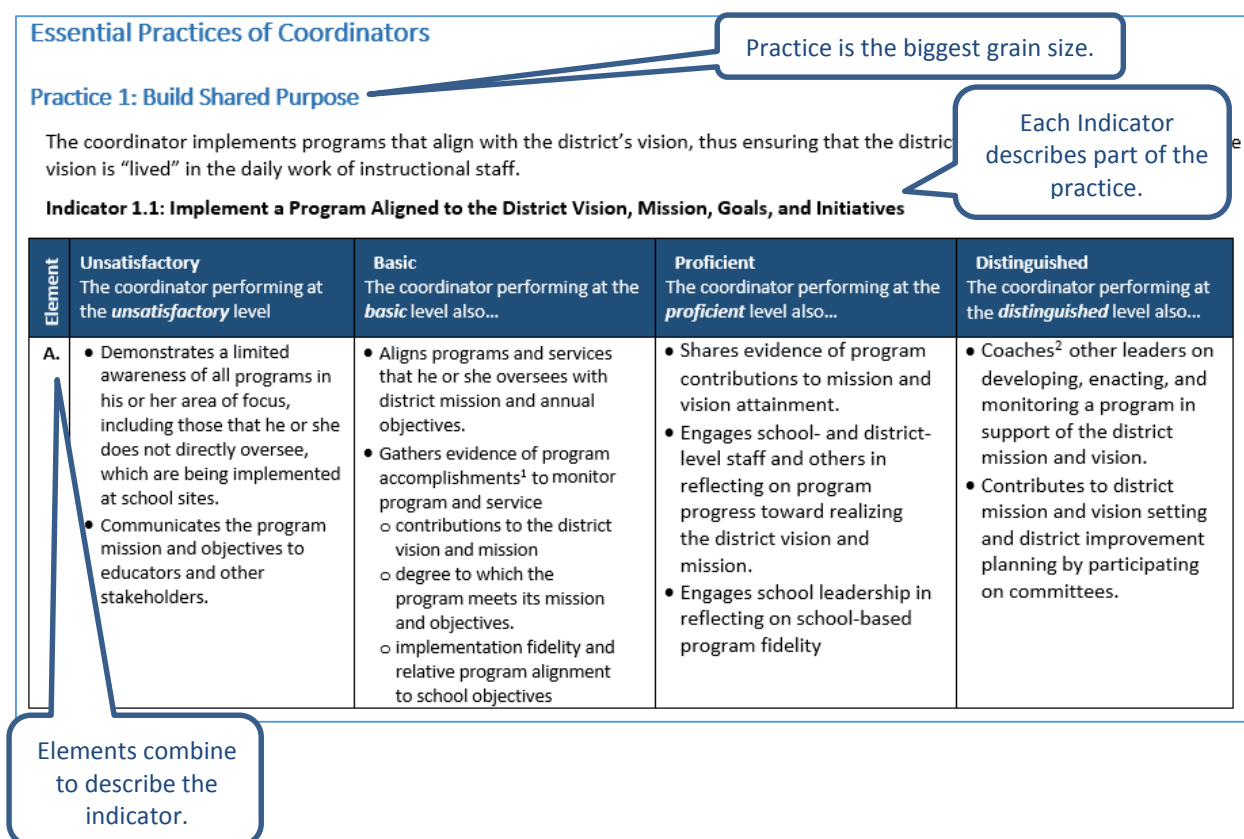 Essential Practices of Coordinators
Practice is the biggest grain size.
Practice 1: Build Shared Purpose
Each Indicator
describes part of the
practice.
The coordinator implements programs that align with the district's vision, thus ensuring that the distric
e
vision is “lived” in the daily work of instructional staff.
Indicator 1.1: Implement a Program Aligned to the District Vision, Mission, Goals, and Initiatives
Element
Unsatisfactory
The coordinator performing at
the unsatisfactory level
Basic
The coordinator performing at the
basic level also...
Proficient
The coordinator performing at the
proficient level also...
Distinguished
The coordinator performing at
the distinguished level also...
A.
• Demonstrates a limited
awareness of all programs in
his or her area of focus,
including those that he or she
does not directly oversee,
which are being implemented
at school sites.
• Communicates the program
mission and objectives to
educators and other
stakeholders.
• Aligns programs and services
that he or she oversees with
district mission and annual
objectives.
• Gathers evidence of program
accomplishments¹ to monitor
program and service
o contributions to the district
vision and mission
o degree to which the
program meets its mission
and objectives.
o implementation fidelity and
relative program alignment
to school objectives
• Shares evidence of program
contributions to mission and
vision attainment.
• Engages school- and district-
level staff and others in
reflecting on program
progress toward realizing
the district vision and
mission.
• Engages school leadership in
reflecting on school-based
program fidelity
• Coaches² other leaders on
developing, enacting, and
monitoring a program in
support of the district
mission and vision.
• Contributes to district
mission and vision setting
and district improvement
planning by participating
on committees.
Elements combine
to describe the
indicator.